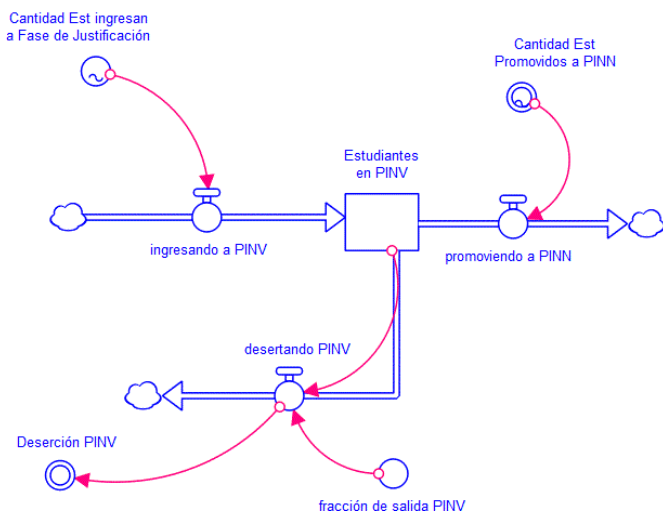 Cantidad Est ingresan
a Fase de Justificación
Cantidad Est
Promovidos a PINN
Estudiantes
en PINV
ingresando a PINV
promoviendo a PINN
desertando PINV
Deserción PINV
fracción de salida PINV